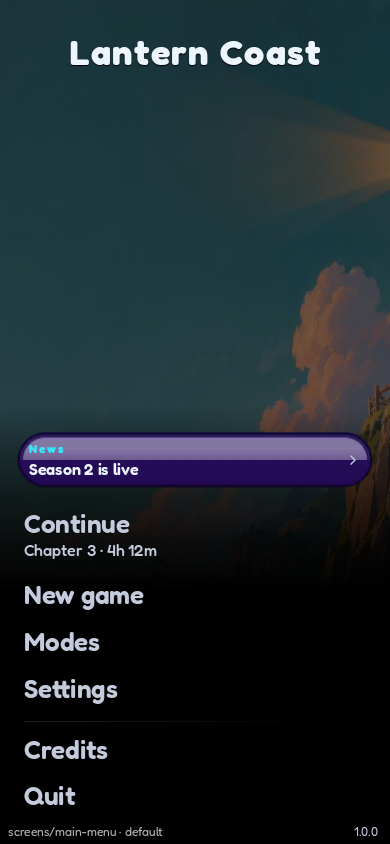 Lantern Coast
News
Season 2 is live
Continue
Chapter 3 · 4h 12m
New game
Modes
Settings
Credits
Quit
screens/main-menu · default
1.0.0